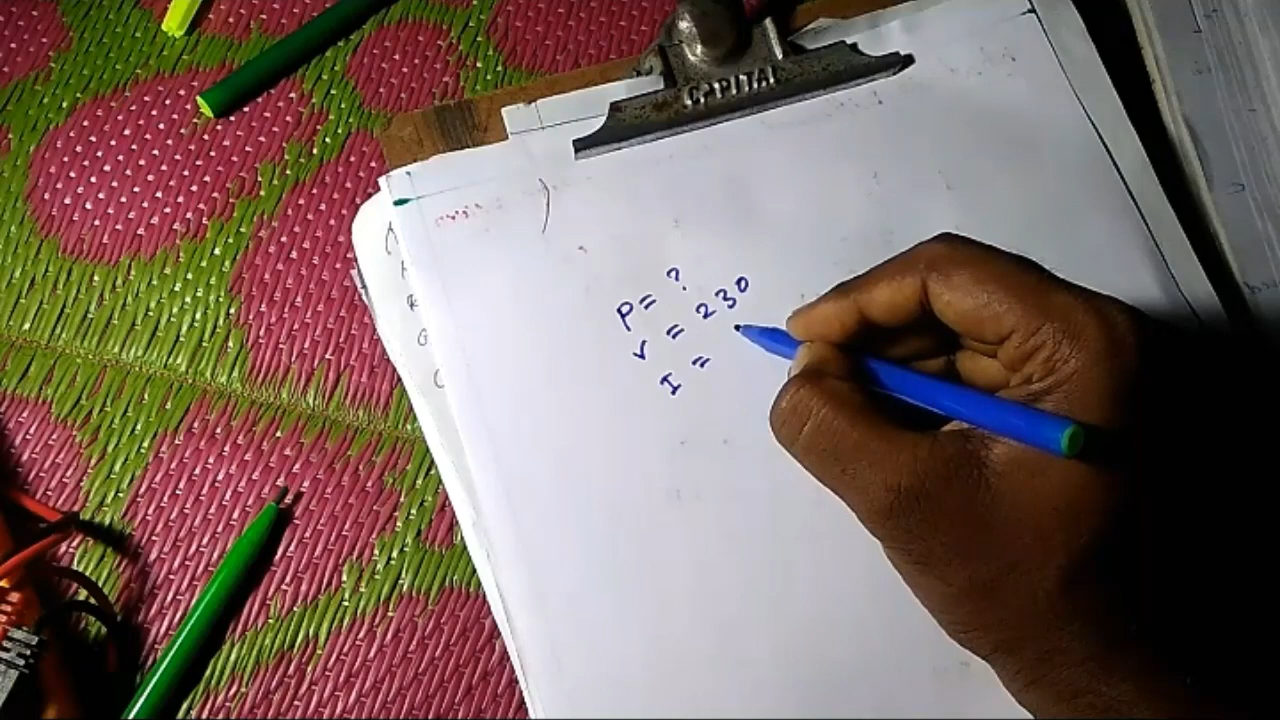 CAPITAL
P = ?
V = 230
I =